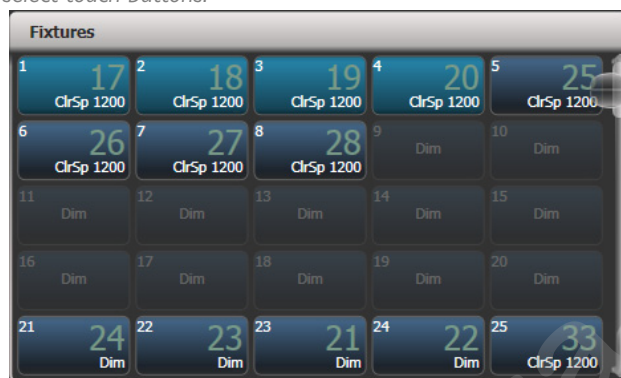 select touch buttons.
Fixtures
1 17 ClrSp 1200
2 18 ClrSp 1200
3 19 ClrSp 1200
4 20 ClrSp 1200
5 25 ClrSp 1200
6 26 ClrSp 1200
7 27 ClrSp 1200
8 28 ClrSp 1200
9 Dim
10 Dim
11 Dim
12 Dim
13 Dim
14 Dim
15 Dim
16 Dim
17 Dim
18 Dim
19 Dim
20 Dim
21 24 Dim
22 23 Dim
23 21 Dim
24 22 Dim
25 33 ClrSp 1200